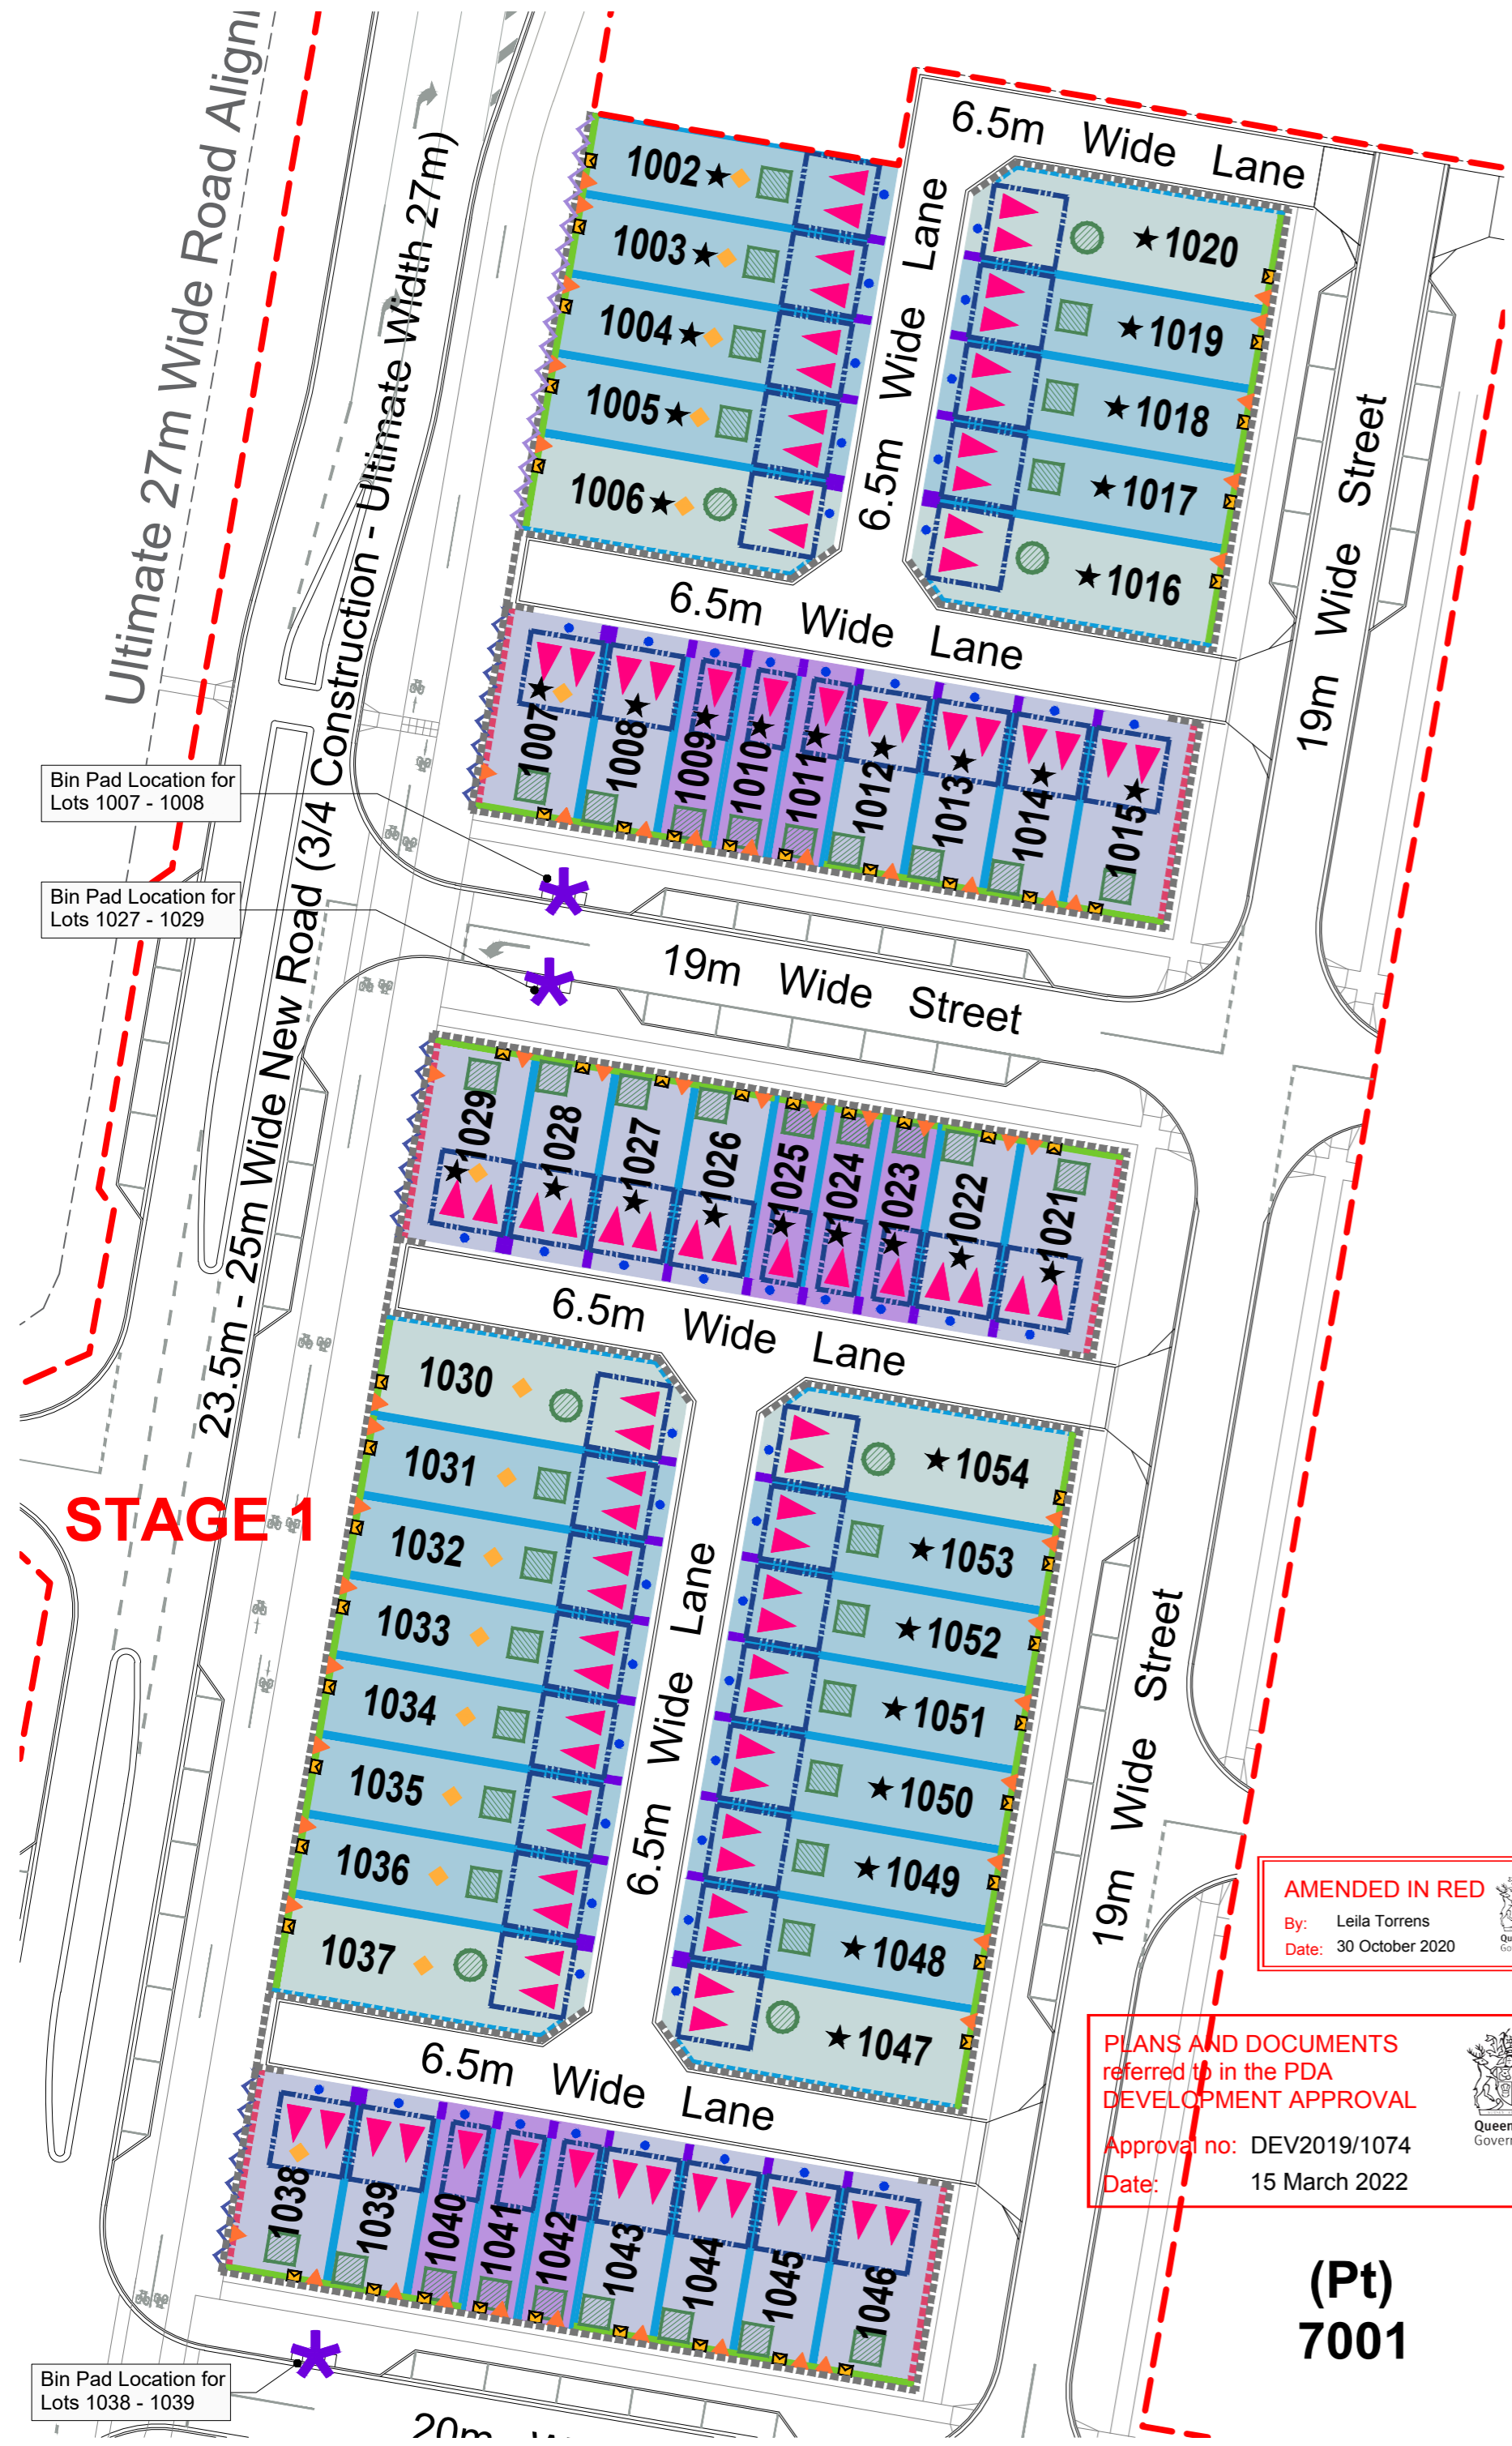 Ultimate 27m Wide Road
23.5m - 25m Wide New Road (3/4 Construction - Ultimate Width 27m)
6.5m Wide Lane
6.5m Wide Lane
19m Wide Street
1002
1003
1004
1005
1006
1020
1019
1018
1017
1016
6.5m Wide Lane
1007
1008
1009
1010
1011
1012
1013
1014
1015
Bin Pad Location for
Lots 1007 - 1008
Bin Pad Location for
Lots 1027 - 1029
19m Wide Street
1029
1028
1027
1026
1025
1024
1023
1022
1021
6.5m Wide Lane
1030
1031
1032
1033
1034
1035
1036
1037
6.5m Wide Lane
1054
1053
1052
1051
1050
1049
1048
1047
19m Wide Street
STAGE 1
6.5m Wide Lane
1038
1039
1040
1041
1042
1043
1044
1045
1046
Bin Pad Location for
Lots 1038 - 1039
20m
AMENDED IN RED
By: Leila Torrens
Date: 30 October 2020
PLANS AND DOCUMENTS
referred to in the PDA
DEVELOPMENT APPROVAL
Approval no: DEV2019/1074
Date: 15 March 2022
(Pt)
7001